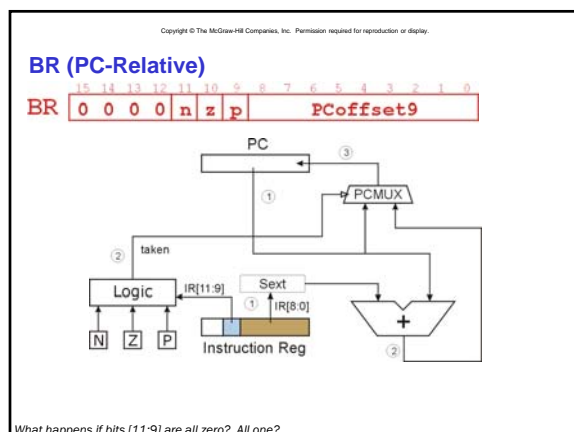 Copyright © The McGraw-Hill Companies, Inc. Permission required for reproduction or display.
BR (PC-Relative)
15 14 13 12 11 10 9 8 7 6 5 4 3 2 1 0
BR 0 0 0 0 n z p PCoffset9
PC
3
1
PCMUX
2 taken
Logic
IR[11:9]
Sext
1
IR[8:0]
+
N Z P
Instruction Reg
2
What happens if bits [11:9] are all zero? All one?